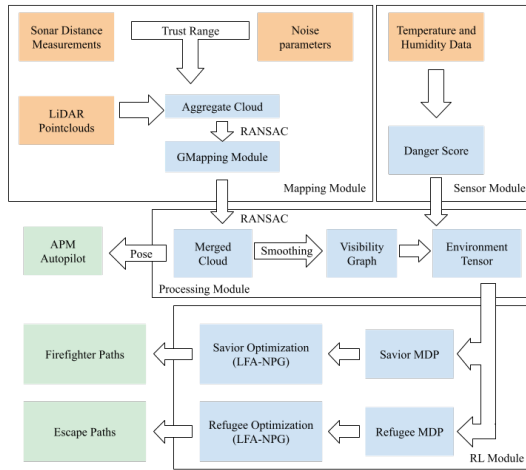 Sonar Distance
Measurements
Trust Range
Noise
parameters
Temperature and
Humidity Data
LiDAR
Pointclouds
Aggregate Cloud
RANSAC
GMapping Module
Danger Score
Mapping Module
Sensor Module
RANSAC
APM
Autopilot
Pose
Merged
Cloud
Smoothing
Visibility
Graph
Environment
Tensor
Processing Module
Firefighter Paths
Savior Optimization
(LFA-NPG)
Savior MDP
Escape Paths
Refugee Optimization
(LFA-NPG)
Refugee MDP
RL Module